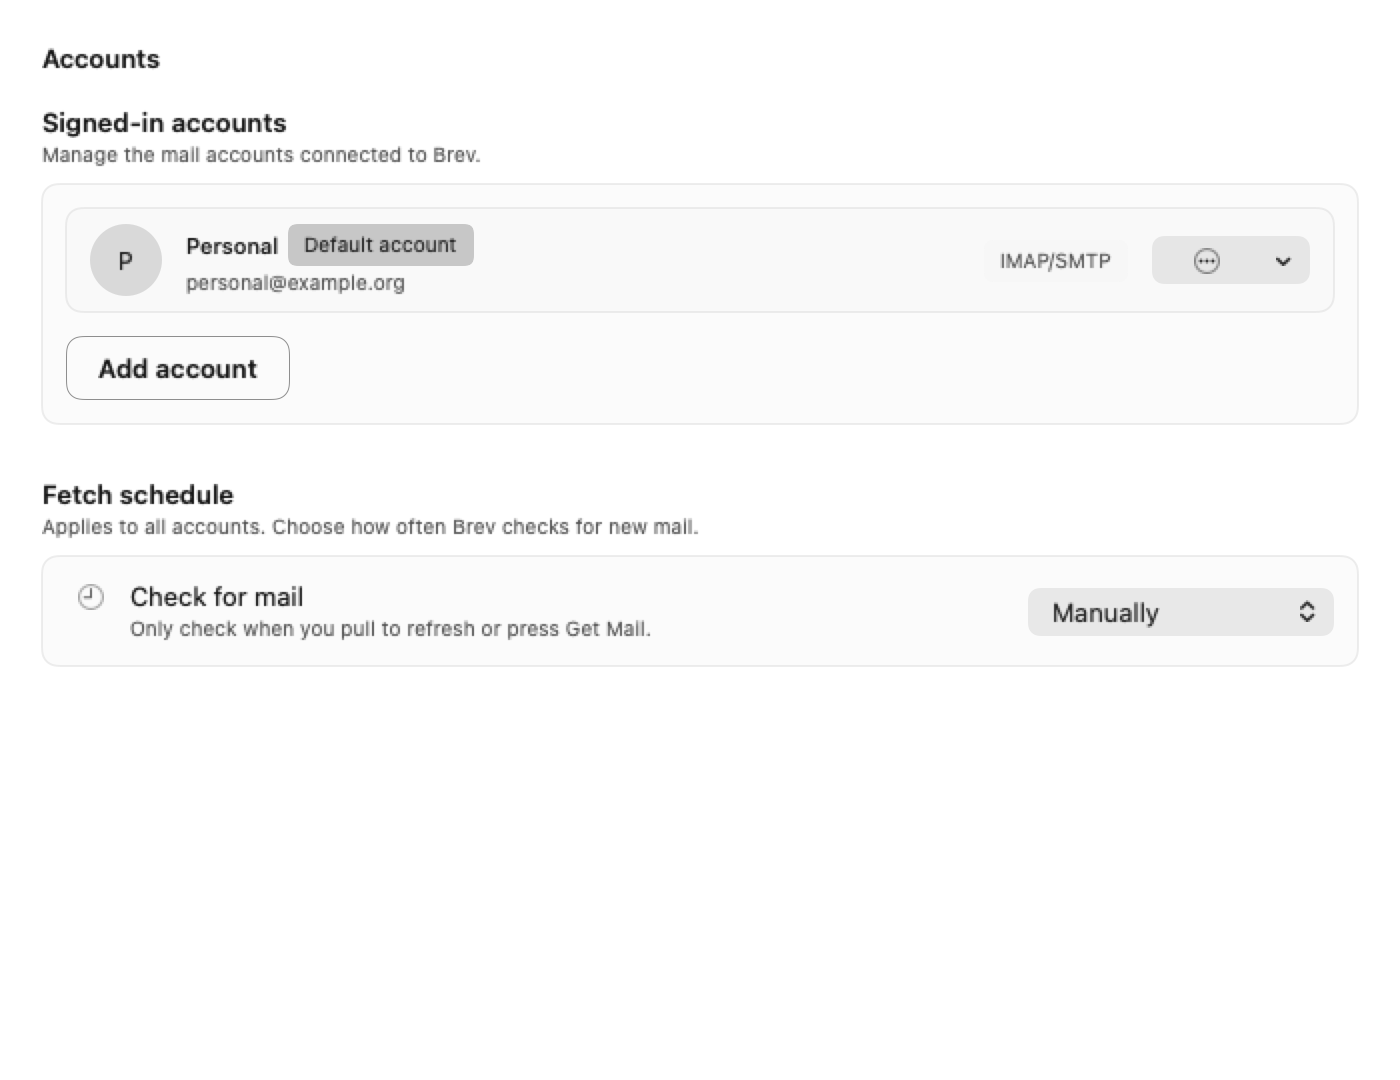 Accounts
Signed-in accounts
Manage the mail accounts connected to Brev.
P
Personal Default account
personal@example.org
IMAP/SMTP
Add account
Fetch schedule
Applies to all accounts. Choose how often Brev checks for new mail.
Check for mail
Only check when you pull to refresh or press Get Mail.
Manually